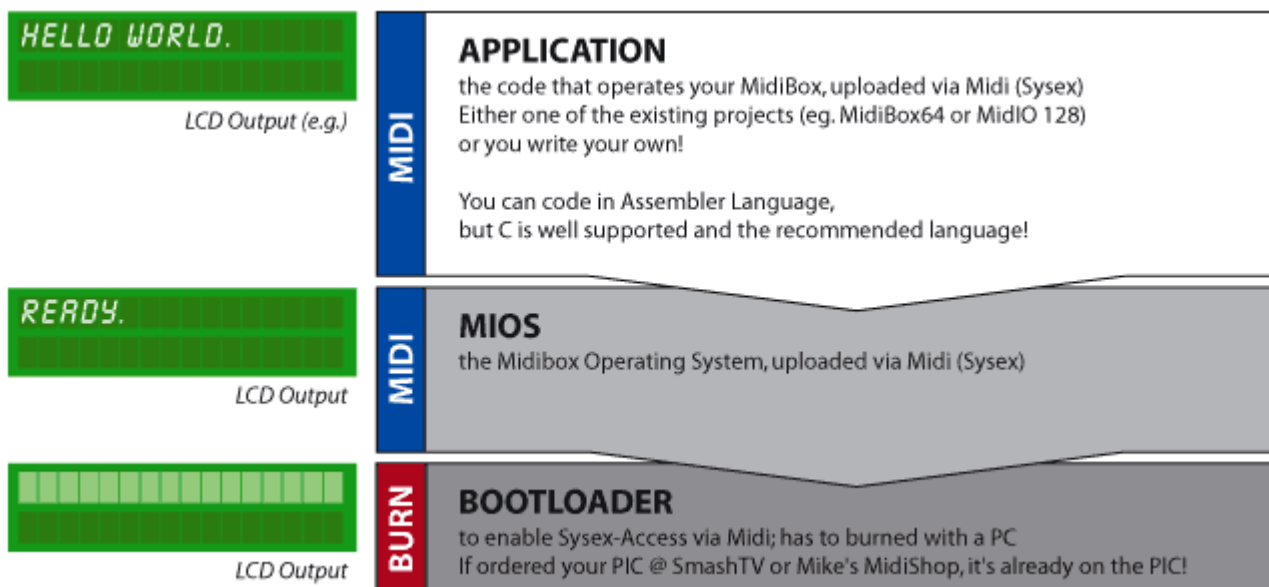 HELLO WORLD.
LCD Output (e.g.)
MIDI
APPLICATION
the code that operates your MidiBox, uploaded via Midi (Sysex)
Either one of the existing projects (eg. MidiBox64 or MidIO 128)
or you write your own!
You can code in Assembler Language,
but C is well supported and the recommended language!
READY.
LCD Output
MIDI
MIOS
the Midibox Operating System, uploaded via Midi (Sysex)
LCD Output
BURN
BOOTLOADER
to enable Sysex-Access via Midi; has to burned with a PC
If ordered your PIC @ SmashTV or Mike's MidiShop, it's already on the PIC!